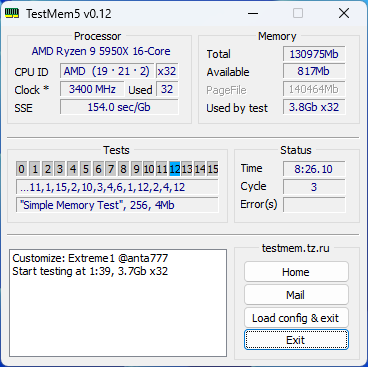 TestMem5 v0.12
Processor
AMD Ryzen 9 5950X 16-Core
CPU ID AMD (19 · 21 · 2) x32
Clock * 3400 MHz Used 32
SSE 154.0 sec/Gb
Memory
Total 130975Mb
Available 817Mb
PageFile 140464Mb
Used by test 3.8Gb x32
Tests
0 1 2 3 4 5 6 7 8 9 10 11 12 13 14 15
...11,1,15,2,10,3,4,6,1,12,2,4,12
"Simple Memory Test", 256, 4Mb
Status
Time 8:26.10
Cycle 3
Error(s)
Customize: Extreme1 @anta777
Start testing at 1:39, 3.7Gb x32
testmem.tz.ru
Home
Mail
Load config & exit
Exit